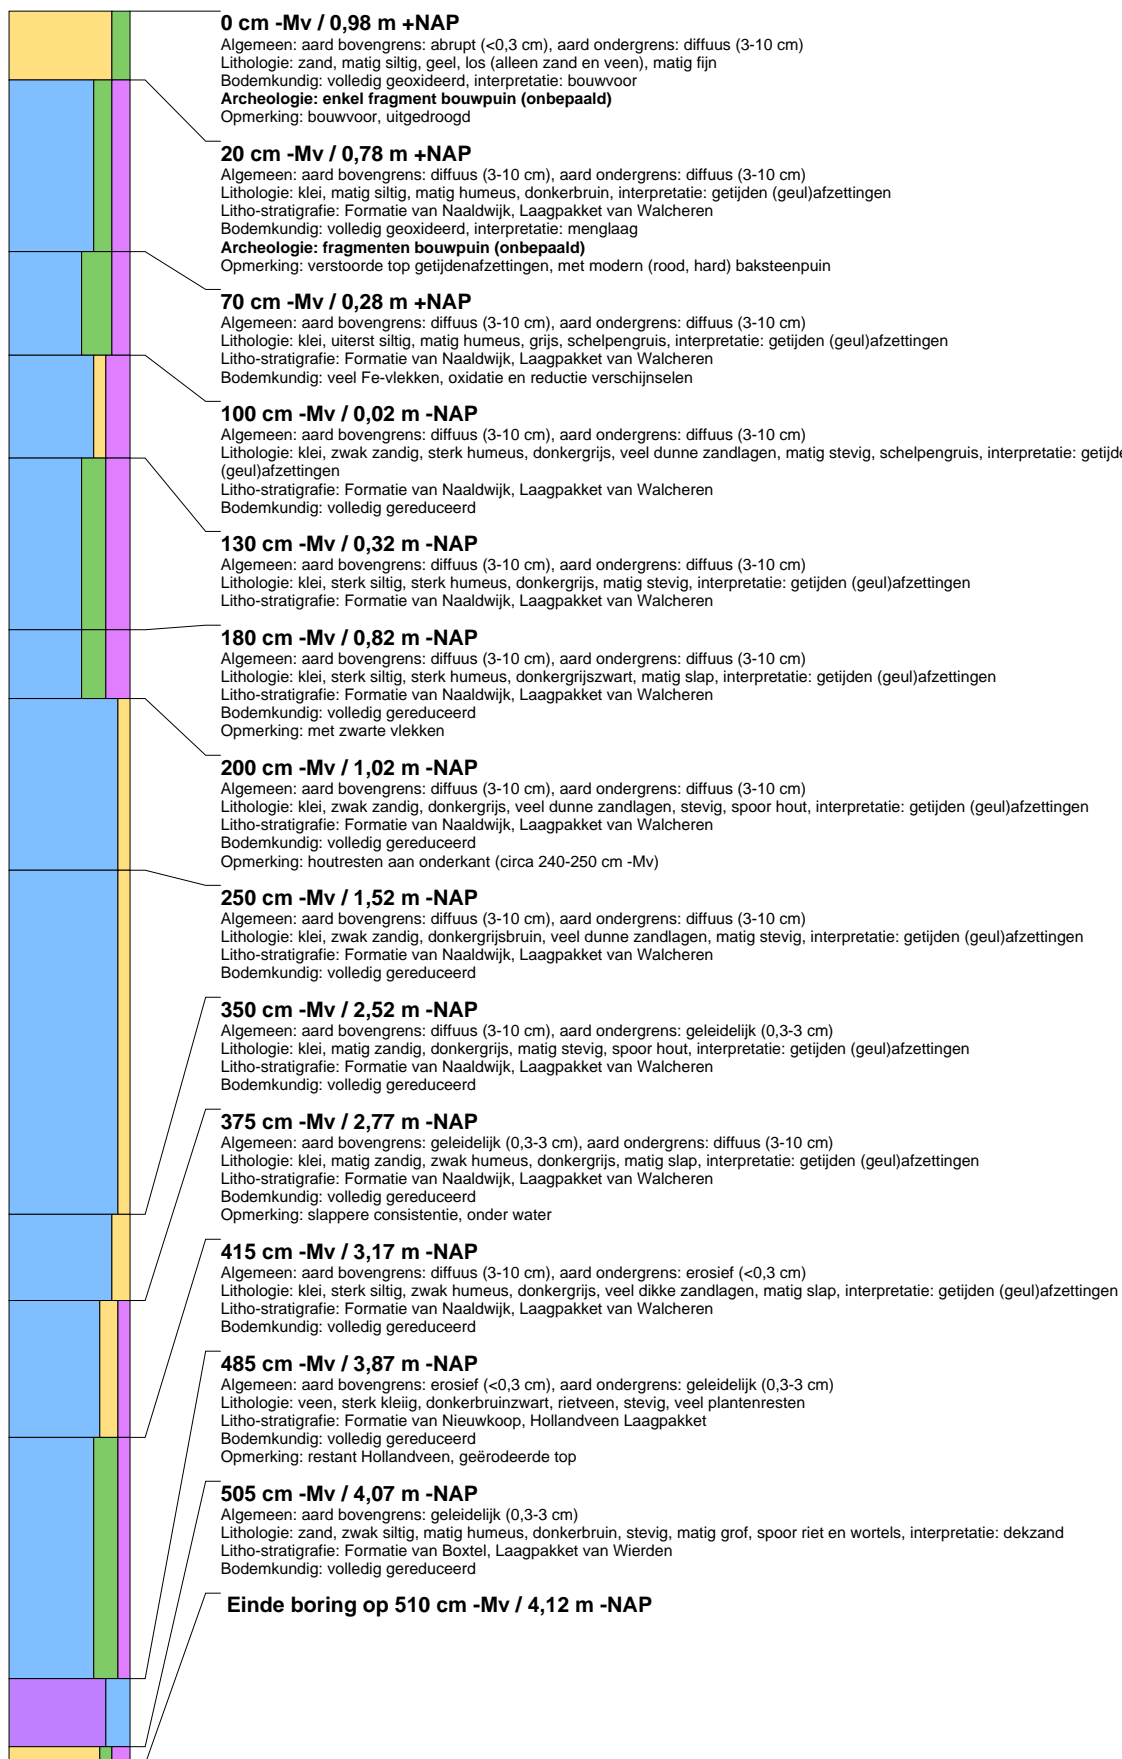 0 cm -Mv / 0,98 m +NAP
Algemeen: aard bovengrens: abrupt (<0,3 cm), aard ondergrens: diffuus (3-10 cm)
Lithologie: zand, matig siltig, geel, los (alleen zand en veen), matig fijn
Bodemkundig: volledig geoxideerd, interpretatie: bouwvoor
Archeologie: enkel fragment bouwpuin (onbepaald)
Opmerking: bouwvoor, uitgedroogd
20 cm -Mv / 0,78 m +NAP
Algemeen: aard bovengrens: diffuus (3-10 cm), aard ondergrens: diffuus (3-10 cm)
Lithologie: klei, matig siltig, matig humeus, donkerbruin, interpretatie: getijden (geul)afzettingen
Litho-stratigrafie: Formatie van Naaldwijk, Laagpakket van Walcheren
Bodemkundig: volledig geoxideerd, interpretatie: menglaag
Archeologie: fragmenten bouwpuin (onbepaald)
Opmerking: verstoorde top getijdenafzettingen, met modern (rood, hard) baksteenpuin
70 cm -Mv / 0,28 m +NAP
Algemeen: aard bovengrens: diffuus (3-10 cm), aard ondergrens: diffuus (3-10 cm)
Lithologie: klei, uiterst siltig, matig humeus, grijs, schelpengruis, interpretatie: getijden (geul)afzettingen
Litho-stratigrafie: Formatie van Naaldwijk, Laagpakket van Walcheren
Bodemkundig: veel Fe-vlekken, oxidatie en reductie verschijnselen
100 cm -Mv / 0,02 m -NAP
Algemeen: aard bovengrens: diffuus (3-10 cm), aard ondergrens: diffuus (3-10 cm)
Lithologie: klei, zwak zandig, sterk humeus, donkergrijs, veel dunne zandlagen, matig stevig, schelpengruis, interpretatie: getijde
(geul)afzettingen
Litho-stratigrafie: Formatie van Naaldwijk, Laagpakket van Walcheren
Bodemkundig: volledig gereduceerd
130 cm -Mv / 0,32 m -NAP
Algemeen: aard bovengrens: diffuus (3-10 cm), aard ondergrens: diffuus (3-10 cm)
Lithologie: klei, sterk siltig, sterk humeus, donkergrijs, matig stevig, interpretatie: getijden (geul)afzettingen
Litho-stratigrafie: Formatie van Naaldwijk, Laagpakket van Walcheren
180 cm -Mv / 0,82 m -NAP
Algemeen: aard bovengrens: diffuus (3-10 cm), aard ondergrens: diffuus (3-10 cm)
Lithologie: klei, sterk siltig, sterk humeus, donkergrijszwart, matig slap, interpretatie: getijden (geul)afzettingen
Litho-stratigrafie: Formatie van Naaldwijk, Laagpakket van Walcheren
Bodemkundig: volledig gereduceerd
Opmerking: met zwarte vlekken
200 cm -Mv / 1,02 m -NAP
Algemeen: aard bovengrens: diffuus (3-10 cm), aard ondergrens: diffuus (3-10 cm)
Lithologie: klei, zwak zandig, donkergrijs, veel dunne zandlagen, stevig, spoor hout, interpretatie: getijden (geul)afzettingen
Litho-stratigrafie: Formatie van Naaldwijk, Laagpakket van Walcheren
Bodemkundig: volledig gereduceerd
Opmerking: houtresten aan onderkant (circa 240-250 cm -Mv)
250 cm -Mv / 1,52 m -NAP
Algemeen: aard bovengrens: diffuus (3-10 cm), aard ondergrens: diffuus (3-10 cm)
Lithologie: klei, zwak zandig, donkergrijsbruin, veel dunne zandlagen, matig stevig, interpretatie: getijden (geul)afzettingen
Litho-stratigrafie: Formatie van Naaldwijk, Laagpakket van Walcheren
Bodemkundig: volledig gereduceerd
350 cm -Mv / 2,52 m -NAP
Algemeen: aard bovengrens: diffuus (3-10 cm), aard ondergrens: geleidelijk (0,3-3 cm)
Lithologie: klei, matig zandig, donkergrijs, matig stevig, spoor hout, interpretatie: getijden (geul)afzettingen
Litho-stratigrafie: Formatie van Naaldwijk, Laagpakket van Walcheren
Bodemkundig: volledig gereduceerd
375 cm -Mv / 2,77 m -NAP
Algemeen: aard bovengrens: geleidelijk (0,3-3 cm), aard ondergrens: diffuus (3-10 cm)
Lithologie: klei, matig zandig, zwak humeus, donkergrijs, matig slap, interpretatie: getijden (geul)afzettingen
Litho-stratigrafie: Formatie van Naaldwijk, Laagpakket van Walcheren
Bodemkundig: volledig gereduceerd
Opmerking: slappere consistentie, onder water
415 cm -Mv / 3,17 m -NAP
Algemeen: aard bovengrens: diffuus (3-10 cm), aard ondergrens: erosief (<0,3 cm)
Lithologie: klei, sterk siltig, zwak humeus, donkergrijs, veel dikke zandlagen, matig slap, interpretatie: getijden (geul)afzettingen
Litho-stratigrafie: Formatie van Naaldwijk, Laagpakket van Walcheren
Bodemkundig: volledig gereduceerd
485 cm -Mv / 3,87 m -NAP
Algemeen: aard bovengrens: erosief (<0,3 cm), aard ondergrens: geleidelijk (0,3-3 cm)
Lithologie: veen, sterk kleiig, donkerbruinzwart, rietveen, stevig, veel plantenresten
Litho-stratigrafie: Formatie van Nieuwkoop, Hollandveen Laagpakket
Bodemkundig: volledig gereduceerd
Opmerking: restant Hollandveen, geërodeerde top
505 cm -Mv / 4,07 m -NAP
Algemeen: aard bovengrens: geleidelijk (0,3-3 cm)
Lithologie: zand, zwak siltig, matig humeus, donkerbruin, stevig, matig grof, spoor riet en wortels, interpretatie: dekzand
Litho-stratigrafie: Formatie van Boxtel, Laagpakket van Wierden
Bodemkundig: volledig gereduceerd
Einde boring op 510 cm -Mv / 4,12 m -NAP